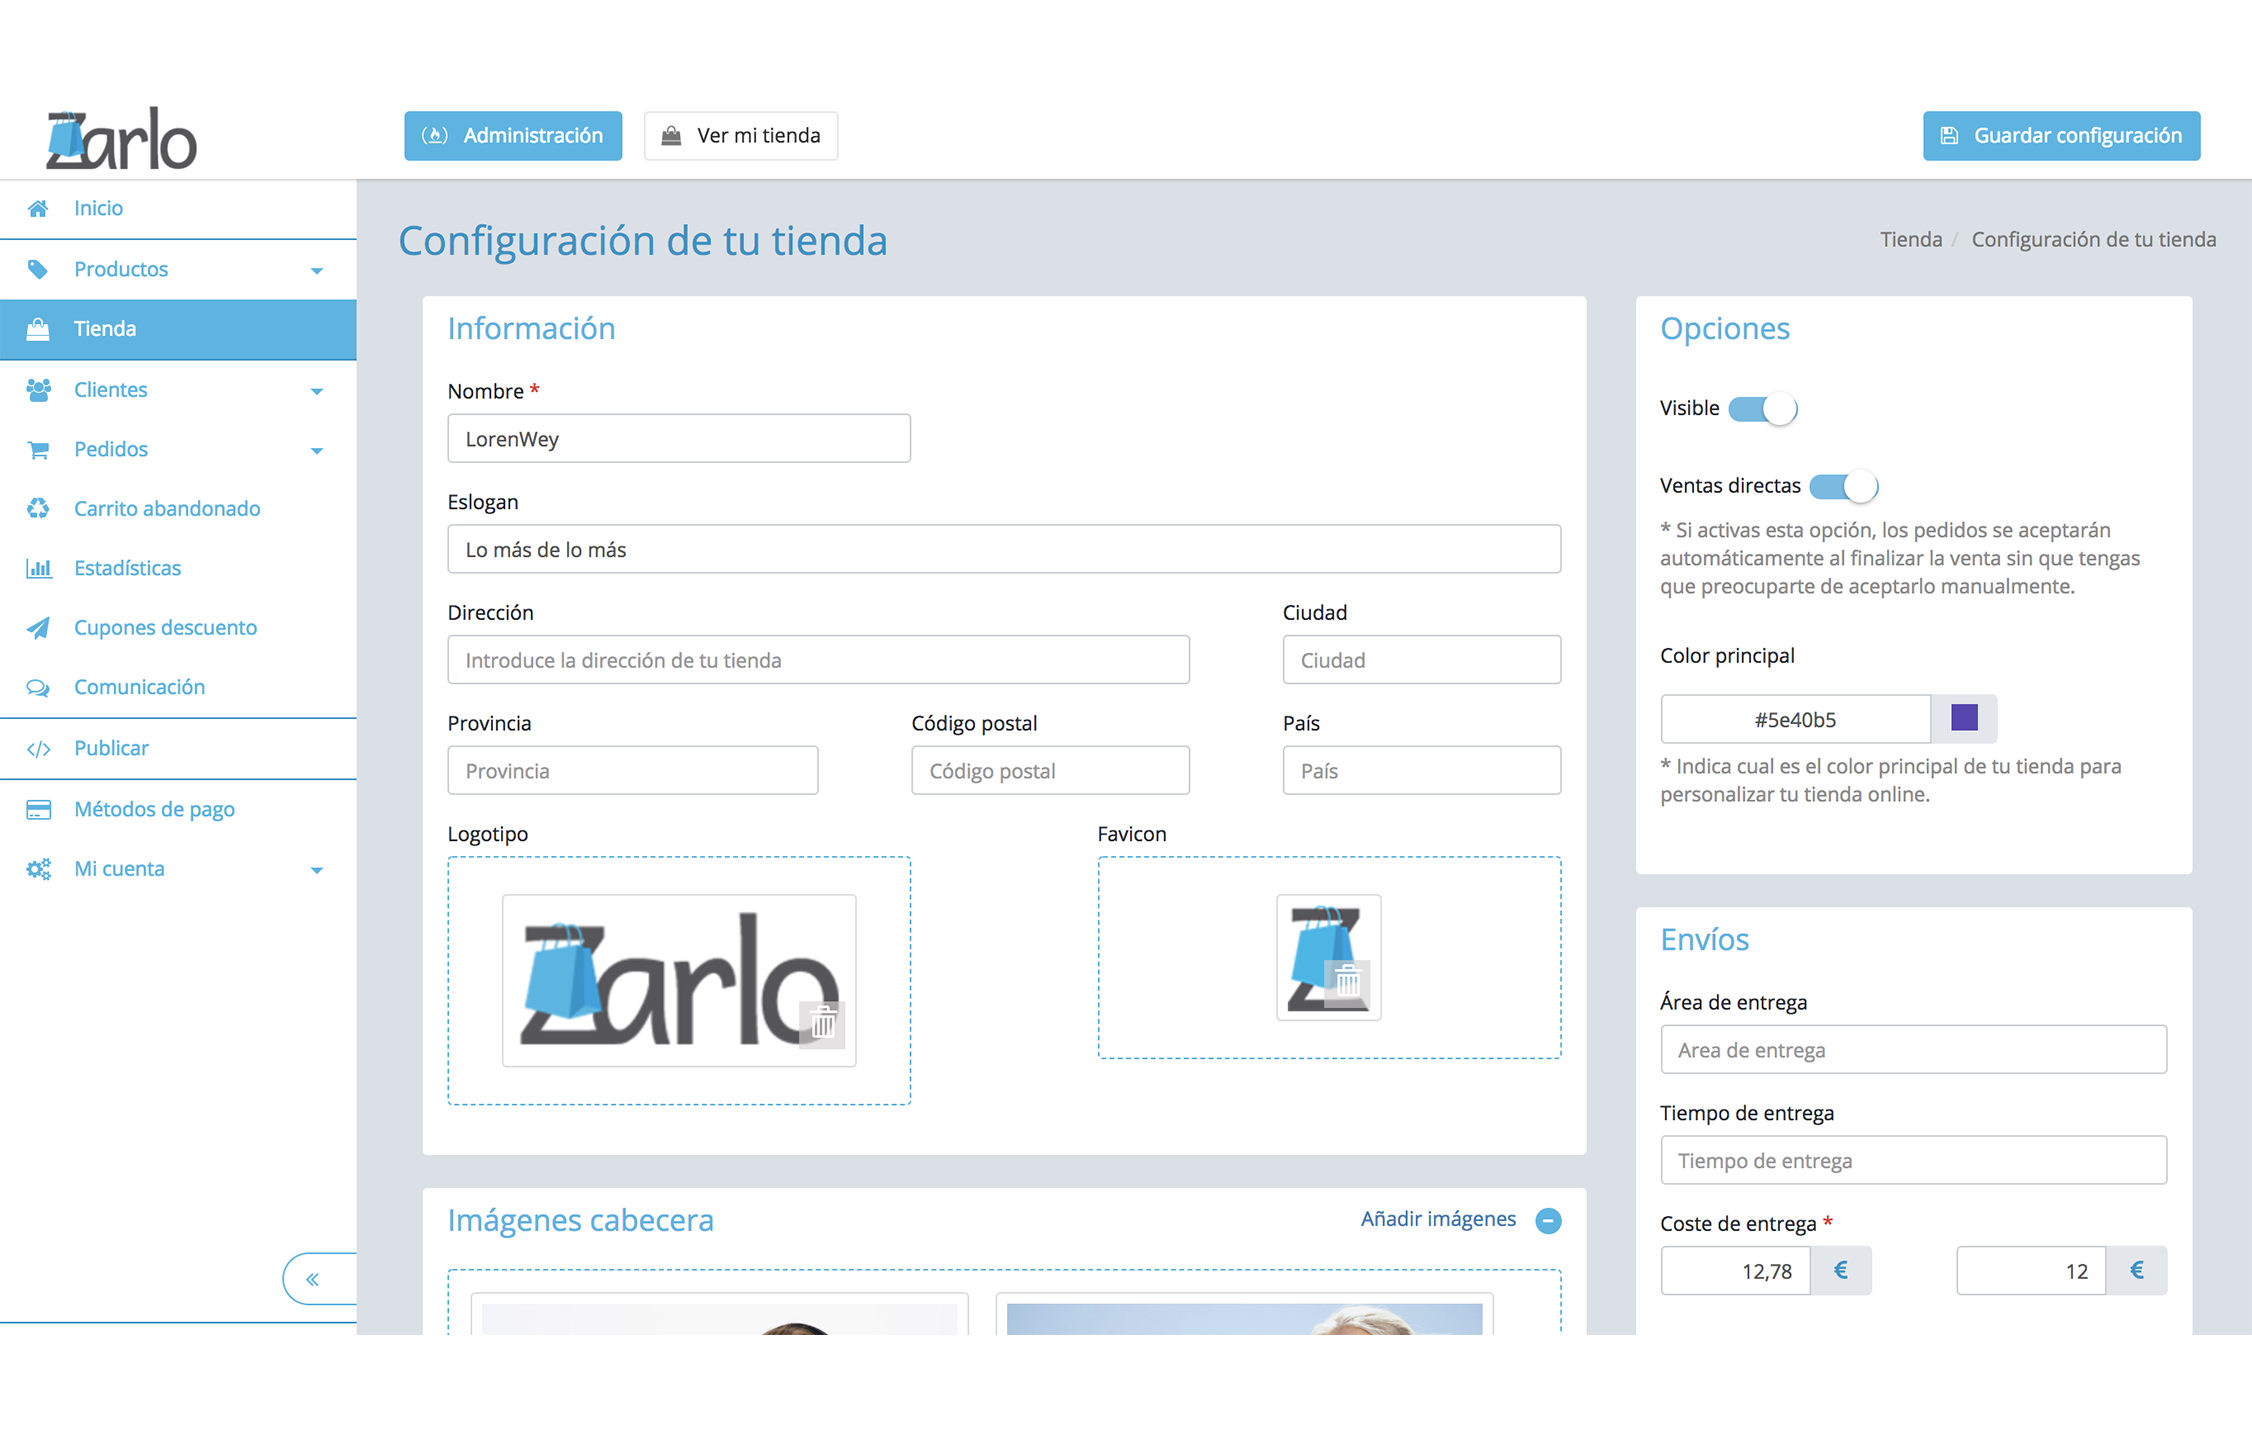 Zarlo
Administración
Ver mi tienda
Guardar configuración
Inicio
Productos
Tienda
Clientes
Pedidos
Carrito abandonado
Estadísticas
Cupones descuento
Comunicación
Publicar
Métodos de pago
Mi cuenta
Configuración de tu tienda
Tienda / Configuración de tu tienda
Información
Nombre *
LorenWey
Eslogan
Lo más de lo más
Dirección
Ciudad
Introduce la dirección de tu tienda
Ciudad
Provincia
Código postal
País
Provincia
Código postal
País
Logotipo
Favicon
Zarlo
Z
Imágenes cabecera
Añadir imágenes
Opciones
Visible
Ventas directas
* Si activas esta opción, los pedidos se aceptarán
automáticamente al finalizar la venta sin que tengas
que preocuparte de aceptarlo manualmente.
Color principal
#5e40b5
* Indica cual es el color principal de tu tienda para
personalizar tu tienda online.
Envíos
Área de entrega
Area de entrega
Tiempo de entrega
Tiempo de entrega
Coste de entrega *
12,78 €
12 €